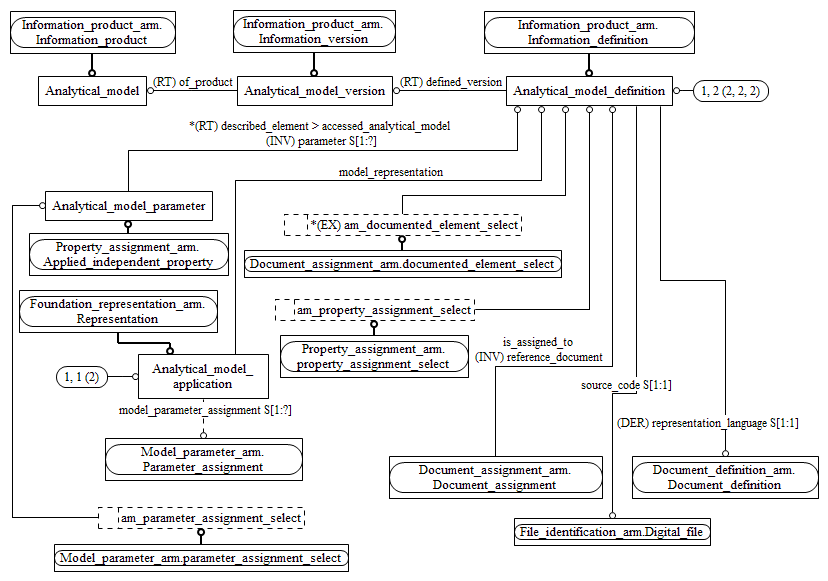 Information_product_arm.
Information_product
Information_product_arm.
Information_version
Information_product_arm.
Information_definition
Analytical_model
(RT) of_product
Analytical_model_version
(RT) defined_version
Analytical_model_definition
1, 2 (2, 2, 2)
*(RT) described_element > accessed_analytical_model
(INV) parameter S[1:?]
model_representation
Analytical_model_parameter
*(EX) am_documented_element_select
Property_assignment_arm.
Applied_independent_property
Document_assignment_arm.documented_element_select
Foundation_representation_arm.
Representation
am_property_assignment_select
Property_assignment_arm.
property_assignment_select
is_assigned_to
(INV) reference_document
Analytical_model_
application
1, 1 (2)
source_code S[1:1]
model_parameter_assignment S[1:?]
(DER) representation_language S[1:1]
Model_parameter_arm.
Parameter_assignment
Document_assignment_arm.
Document_assignment
Document_definition_arm.
Document_definition
am_parameter_assignment_select
File_identification_arm.Digital_file
Model_parameter_arm.parameter_assignment_select